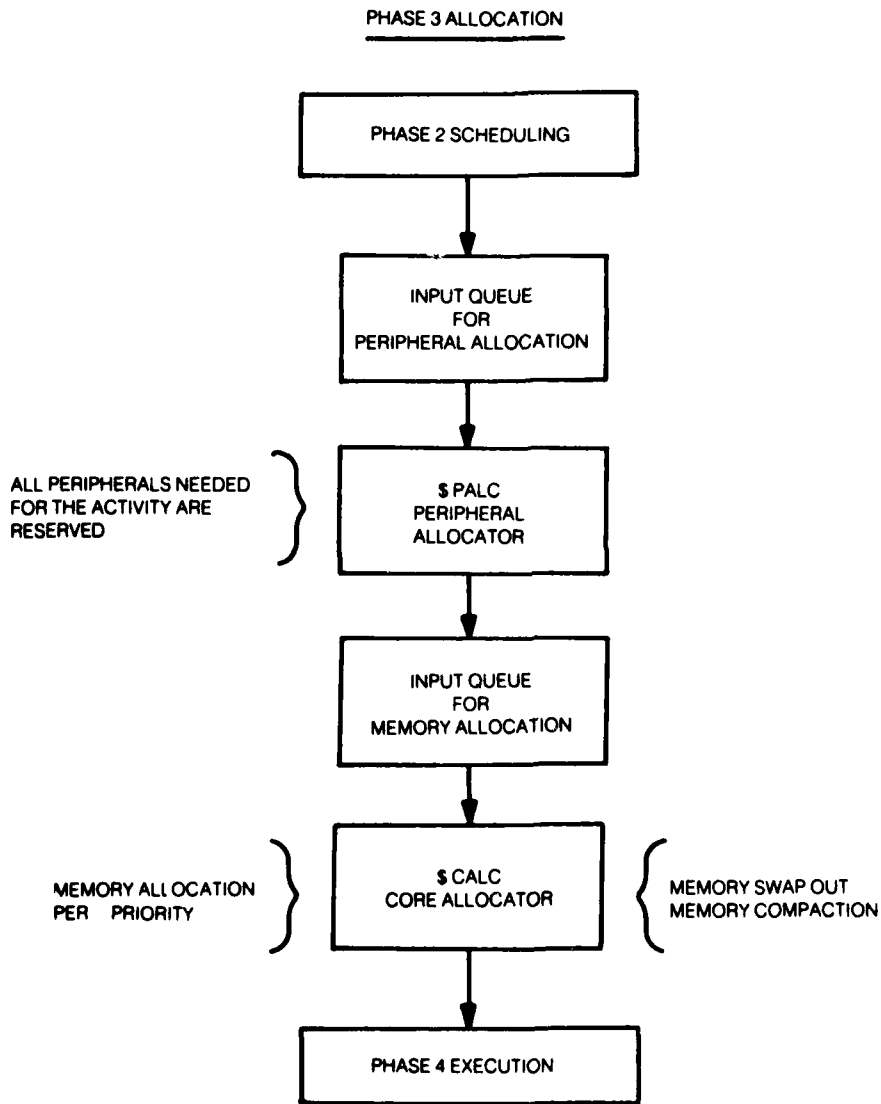 PHASE 3 ALLOCATION
PHASE 2 SCHEDULING
INPUT QUEUE
FOR
PERIPHERAL ALLOCATION
ALL PERIPHERALS NEEDED
FOR THE ACTIVITY ARE
RESERVED
$ PALC
PERIPHERAL
ALLOCATOR
INPUT QUEUE
FOR
MEMORY ALLOCATION
MEMORY ALLOCATION
PER PRIORITY
$ CALC
CORE ALLOCATOR
MEMORY SWAP OUT
MEMORY COMPACTION
PHASE 4 EXECUTION